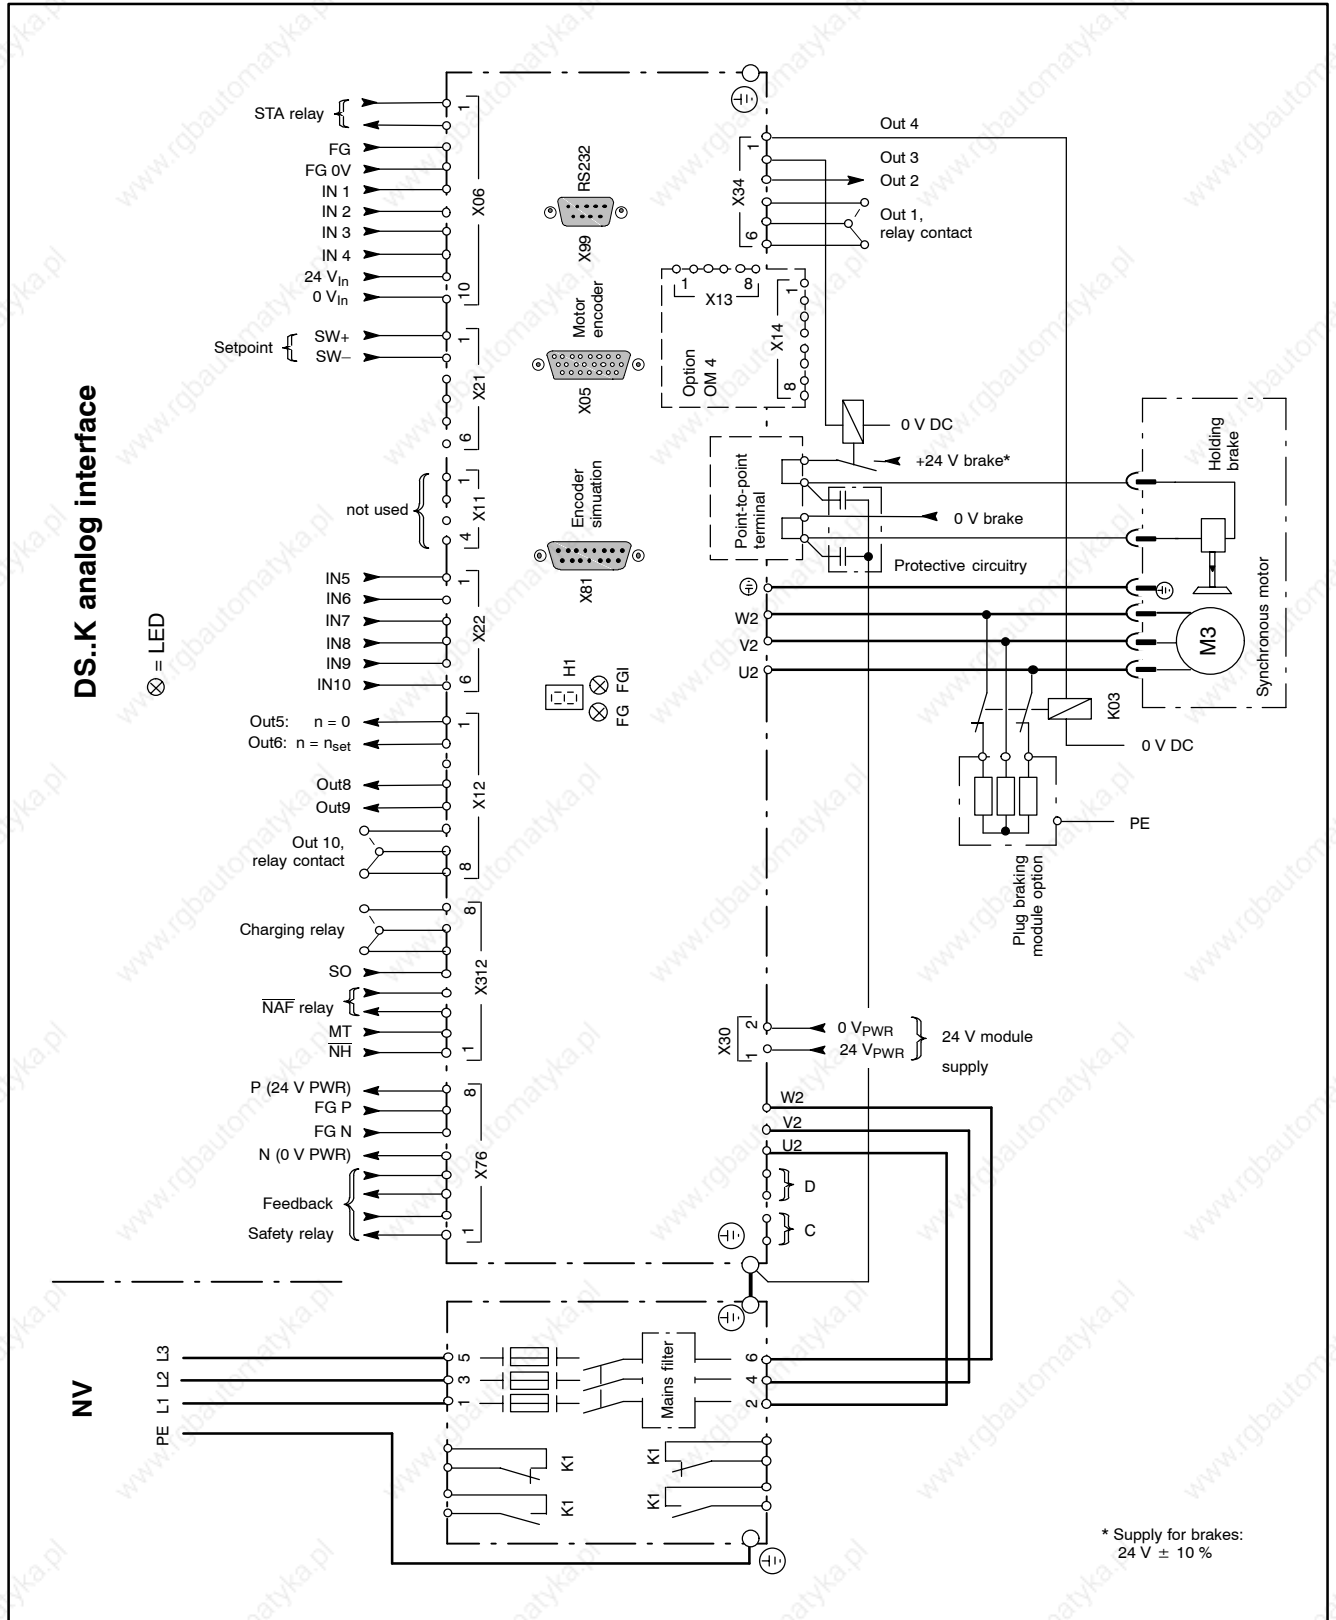 DS..K analog interface
⊗ = LED
STA relay
FG
FG 0V
IN 1
IN 2
IN 3
IN 4
24 VIn
0 VIn
1
X06
10
Setpoint
SW+
SW–
1
X21
6
not used
1
X11
4
IN5
IN6
IN7
IN8
IN9
IN10
1
X22
6
Out5: n = 0
Out6: n = nset
Out8
Out9
Out 10,
relay contact
1
X12
8
Charging relay
SO
NAF relay
MT
NH
8
X312
1
P (24 V PWR)
FG P
FG N
N (0 V PWR)
Feedback
Safety relay
8
X76
1
RS232
X99
Motor
encoder
X05
Encoder
simuation
X81
H1
FG FGI
1
X34
6
Out 4
Out 3
Out 2
Out 1,
relay contact
1
X13
8
1
X14
8
Option
OM 4
0 V DC
Point-to-point
terminal
+24 V brake*
0 V brake
Protective circuitry
W2
V2
U2
Holding
brake
M3
Synchronous motor
K03
0 V DC
PE
Plug braking
module option
X30
2
1
0 VPWR
24 VPWR
24 V module
supply
W2
V2
U2
D
C
NV
L3
L2
L1
PE
5
3
1
Mains filter
6
4
2
K1
K1
K1
K1
* Supply for brakes:
24 V ± 10 %
www.rgbautomatyka.pl